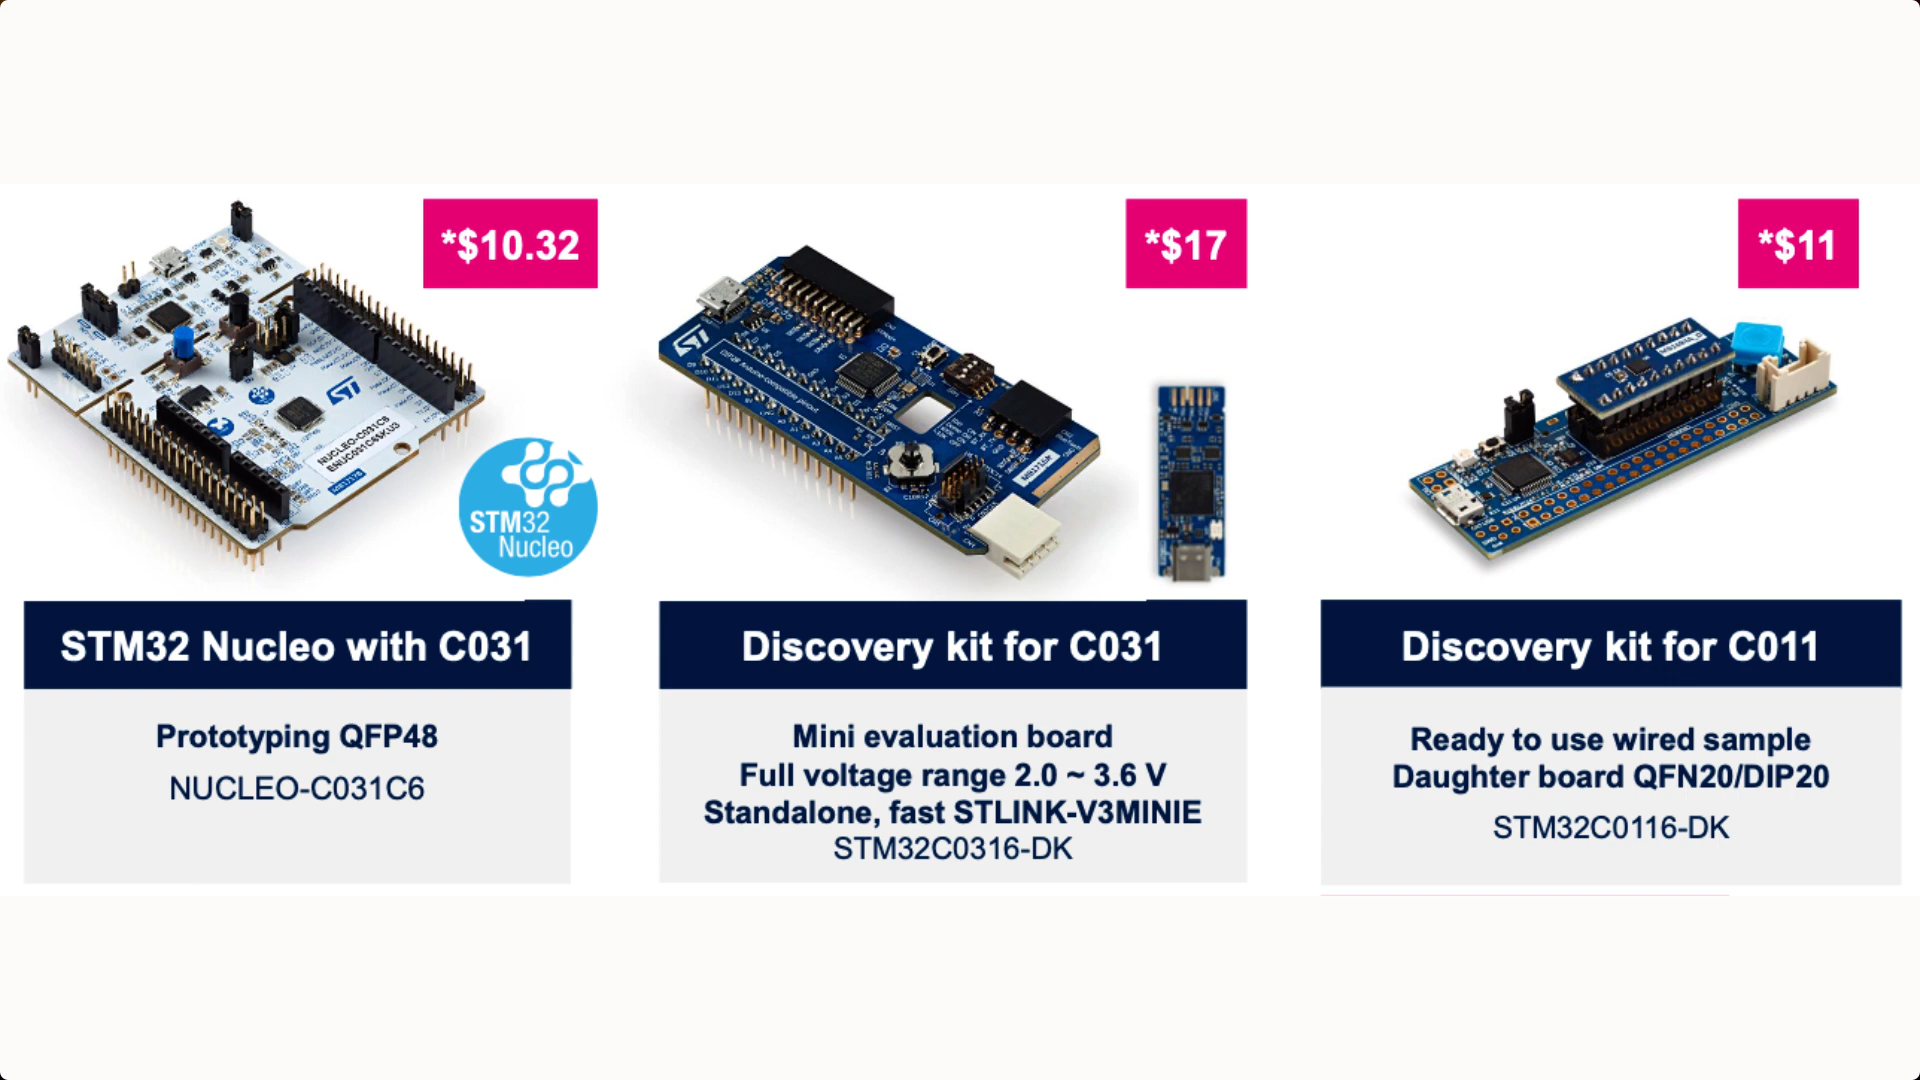 *$10.32
NUCLEO-C031C6
STM32
Nucleo
STM32 Nucleo with C031
Prototyping QFP48
NUCLEO-C031C6
*$17
Discovery kit for C031
Mini evaluation board
Full voltage range 2.0 ~ 3.6 V
Standalone, fast STLINK-V3MINIE
STM32C0316-DK
*$11
Discovery kit for C011
Ready to use wired sample
Daughter board QFN20/DIP20
STM32C0116-DK